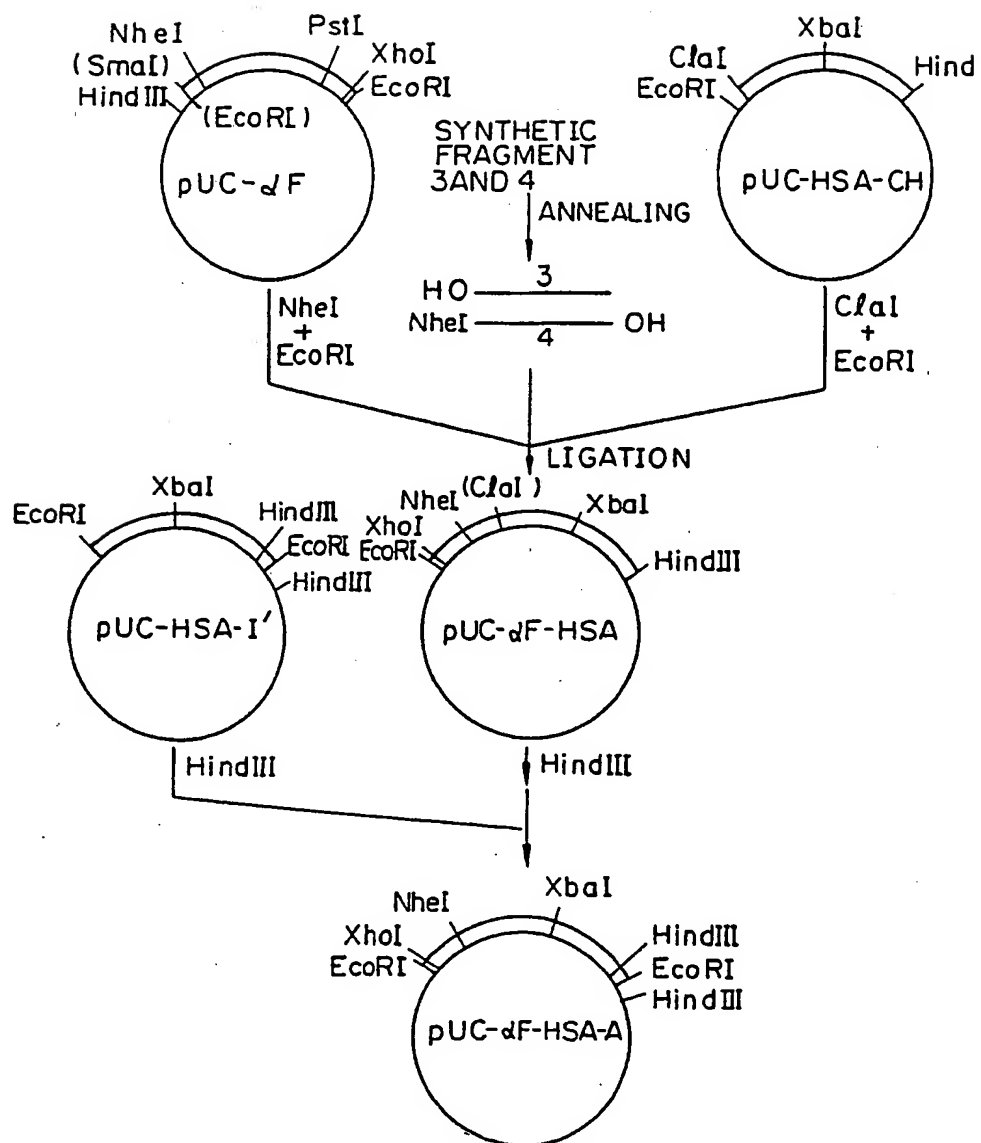 NheI
(SmaI)
HindIII
(EcoRI)
PstI
XhoI
EcoRI
pUC-αF
SYNTHETIC
FRAGMENT
3AND 4
ANNEALING
ClaI
EcoRI
XbaI
Hind
pUC-HSA-CH
NheI
+
EcoRI
HO
3
NheI
4
OH
ClaI
+
EcoRI
LIGATION
EcoRI
XbaI
HindIII
EcoRI
HindIII
pUC-HSA-I′
EcoRI
XhoI
NheI
(ClaI)
XbaI
HindIII
pUC-αF-HSA
HindIII
HindIII
EcoRI
XhoI
NheI
XbaI
HindIII
EcoRI
HindIII
pUC-αF-HSA-A